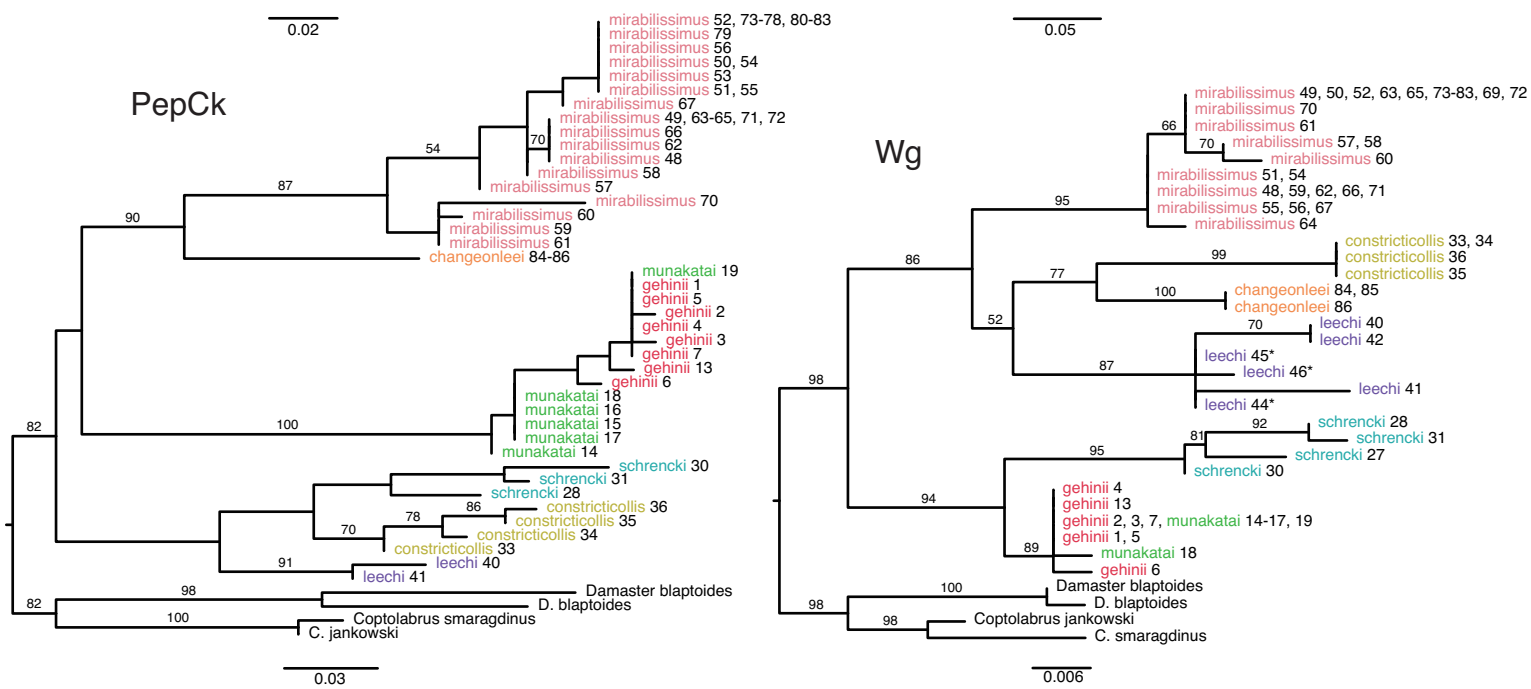 0.02
PepCk
mirabilissimus 52, 73-78, 80-83
mirabilissimus 79
mirabilissimus 56
mirabilissimus 50, 54
mirabilissimus 53
mirabilissimus 51, 55
mirabilissimus 67
mirabilissimus 49, 63-65, 71, 72
mirabilissimus 66
70
mirabilissimus 62
mirabilissimus 48
54
mirabilissimus 58
mirabilissimus 57
87
mirabilissimus 70
mirabilissimus 60
90
mirabilissimus 59
mirabilissimus 61
changeonleei 84-86
munakatai 19
gehinii 1
gehinii 5
gehinii 2
gehinii 4
gehinii 3
gehinii 7
gehinii 13
gehinii 6
munakatai 18
munakatai 16
munakatai 15
munakatai 17
100
munakatai 14
82
schrencki 30
schrencki 31
schrencki 28
86
constricticollis 36
78
constricticollis 35
70
constricticollis 34
constricticollis 33
91
leechi 40
leechi 41
98
Damaster blaptoides
82
D. blaptoides
100
Coptolabrus smaragdinus
C. jankowski
0.03
0.05
Wg
mirabilissimus 49, 50, 52, 63, 65, 73-83, 69, 72
mirabilissimus 70
66
mirabilissimus 61
70
mirabilissimus 57, 58
mirabilissimus 60
mirabilissimus 51, 54
mirabilissimus 48, 59, 62, 66, 71
95
mirabilissimus 55, 56, 67
mirabilissimus 64
constricticollis 33, 34
99
constricticollis 36
86
constricticollis 35
77
100
changeonleei 84, 85
changeonleei 86
52
70
leechi 40
leechi 42
leechi 45*
87
leechi 46*
leechi 41
98
leechi 44*
92
schrencki 28
81
schrencki 31
95
schrencki 27
schrencki 30
94
gehinii 4
gehinii 13
gehinii 2, 3, 7, munakatai 14-17, 19
gehinii 1, 5
89
munakatai 18
gehinii 6
100
Damaster blaptoides
98
D. blaptoides
98
Coptolabrus jankowski
C. smaragdinus
0.006